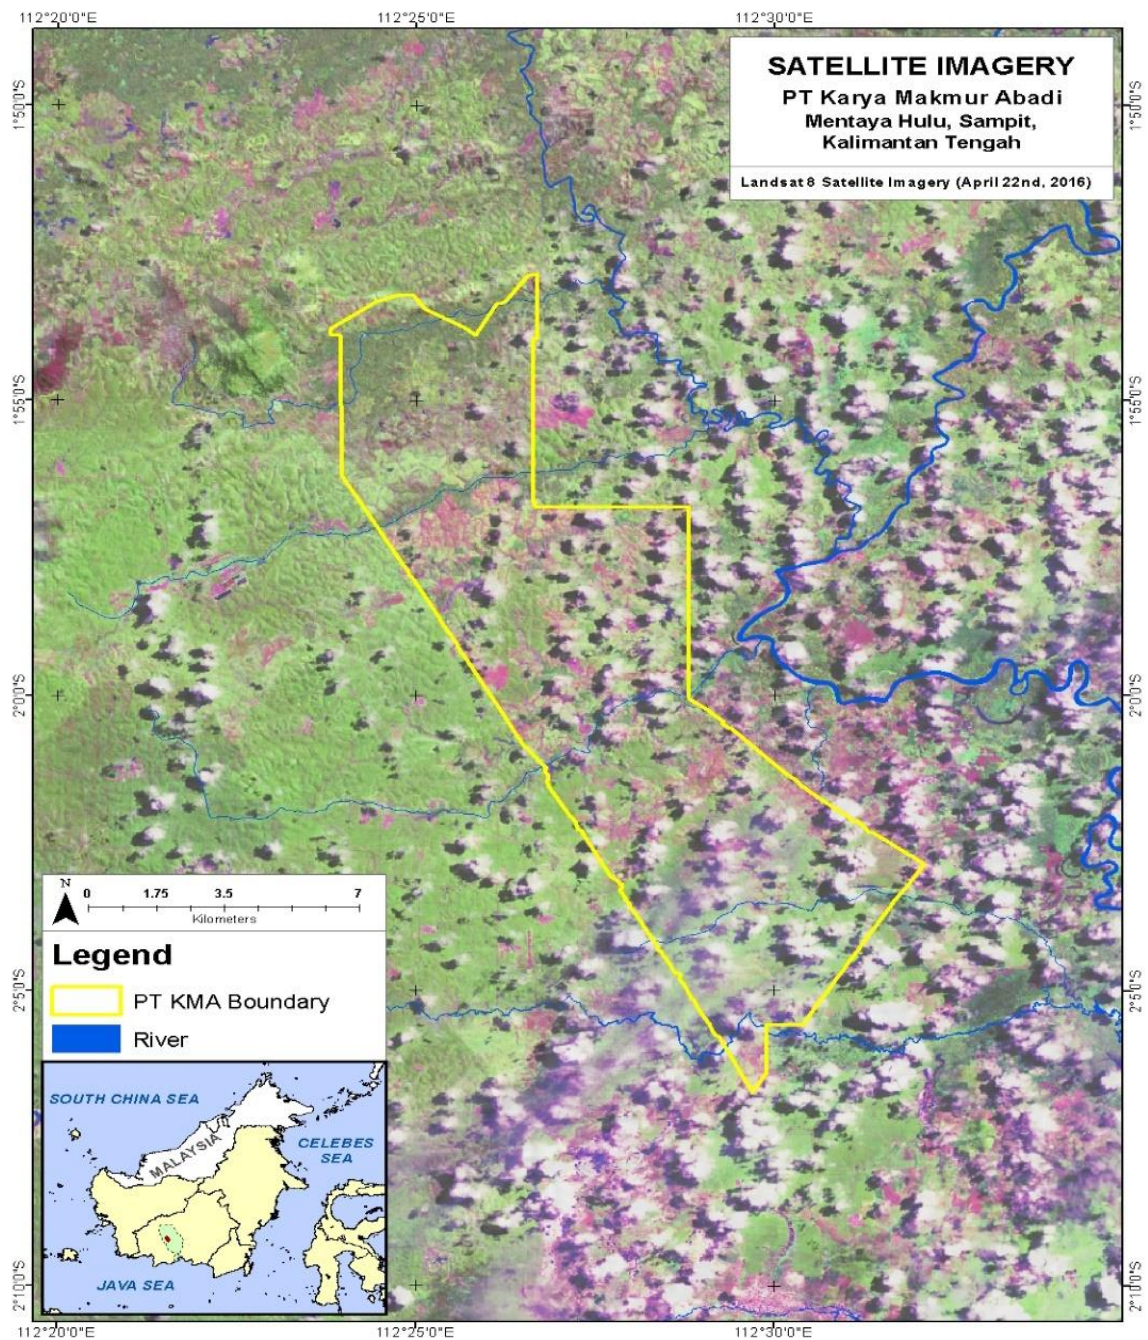 112°20'0"E
112°25'0"E
112°30'0"E
SATELLITE IMAGERY
PT Karya Makmur Abadi
Mentaya Hulu, Sampit,
Kalimantan Tengah
Landsat 8 Satellite Imagery (April 22nd, 2016)
1°50'0"S
1°50'0"S
1°55'0"S
1°55'0"S
2°0'0"S
2°0'0"S
2°5'0"S
2°5'0"S
2°10'0"S
2°10'0"S
N
0 1.75 3.5 7
Kilometers
Legend
PT KMA Boundary
River
SOUTH CHINA SEA
MALAYSIA
CELEBES
SEA
JAVA SEA
112°20'0"E
112°25'0"E
112°30'0"E